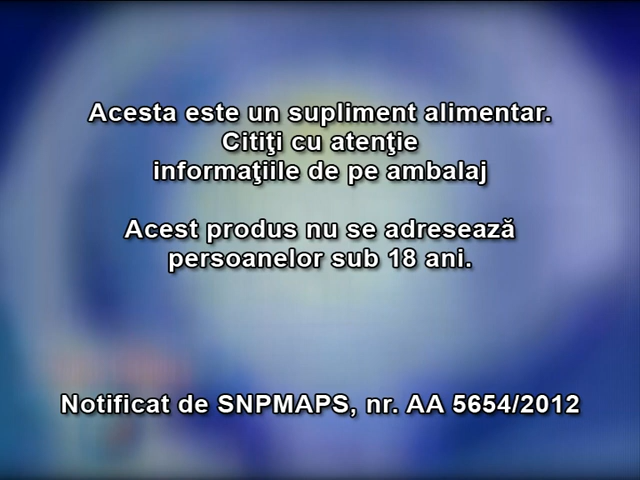 Acesta este un supliment alimentar.
Citiţi cu atenţie
informaţiile de pe ambalaj
Acest produs nu se adresează
persoanelor sub 18 ani.
Notificat de SNPMAPS, nr. AA 5654/2012